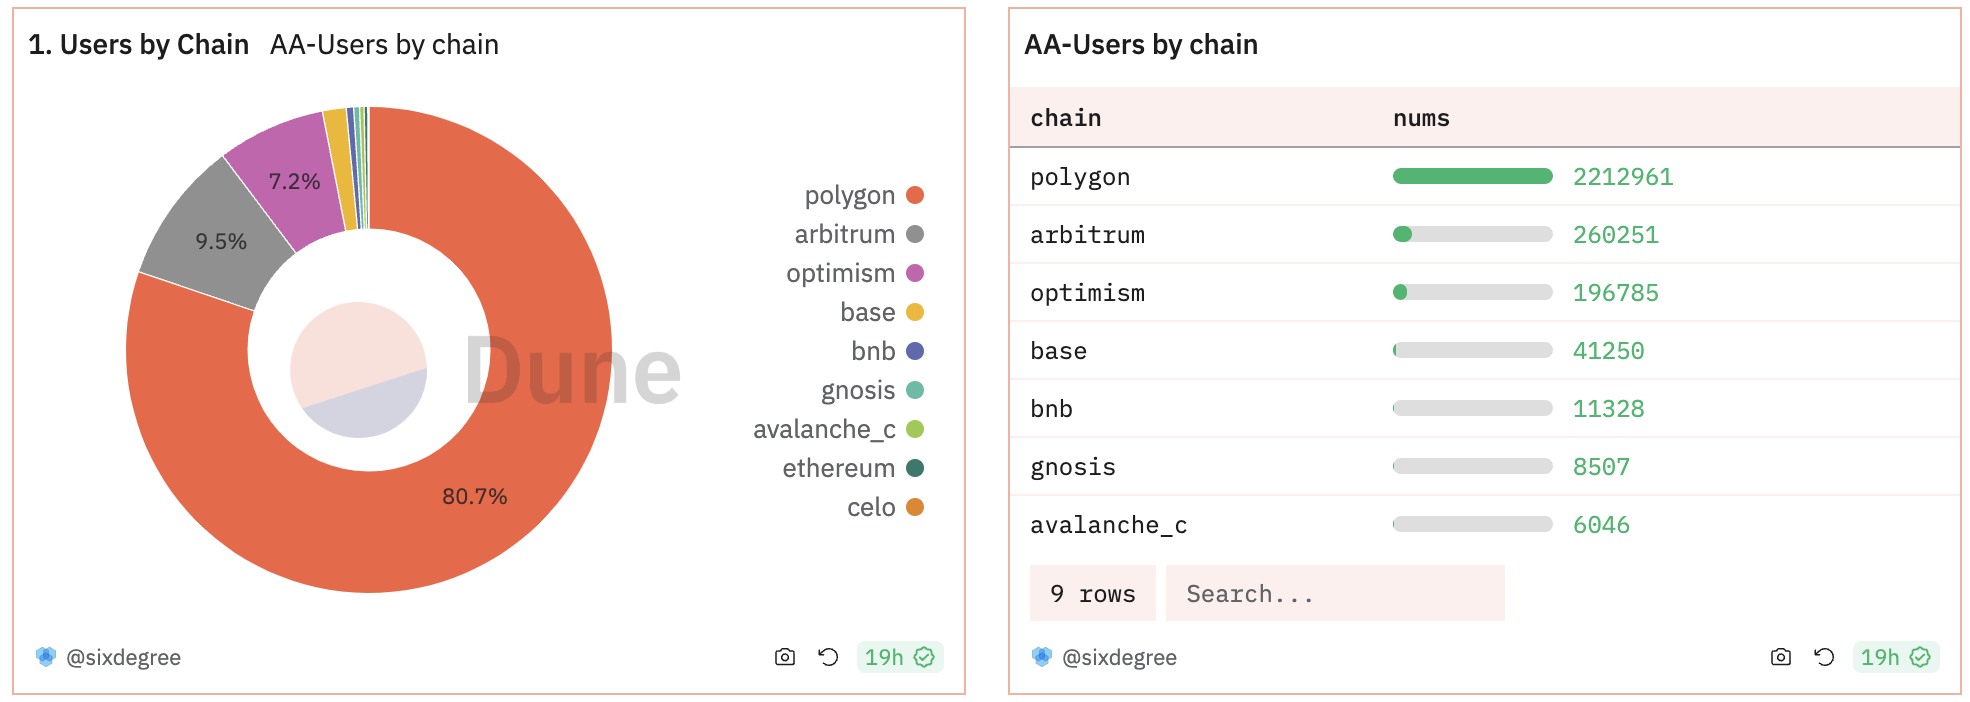 1. Users by Chain AA-Users by chain
7.2%
9.5%
80.7%
Dune
polygon
arbitrum
optimism
base
bnb
gnosis
avalanche_c
ethereum
celo
@sixdegree
19h
AA-Users by chain
chain nums
polygon 2212961
arbitrum 260251
optimism 196785
base 41250
bnb 11328
gnosis 8507
avalanche_c 6046
9 rows Search...
@sixdegree
19h